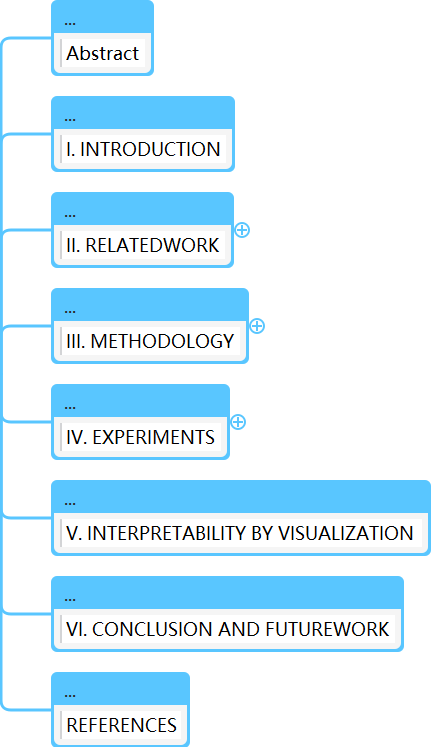 ...
Abstract
...
I. INTRODUCTION
...
II. RELATEDWORK
...
III. METHODOLOGY
...
IV. EXPERIMENTS
...
V. INTERPRETABILITY BY VISUALIZATION
...
VI. CONCLUSION AND FUTUREWORK
...
REFERENCES